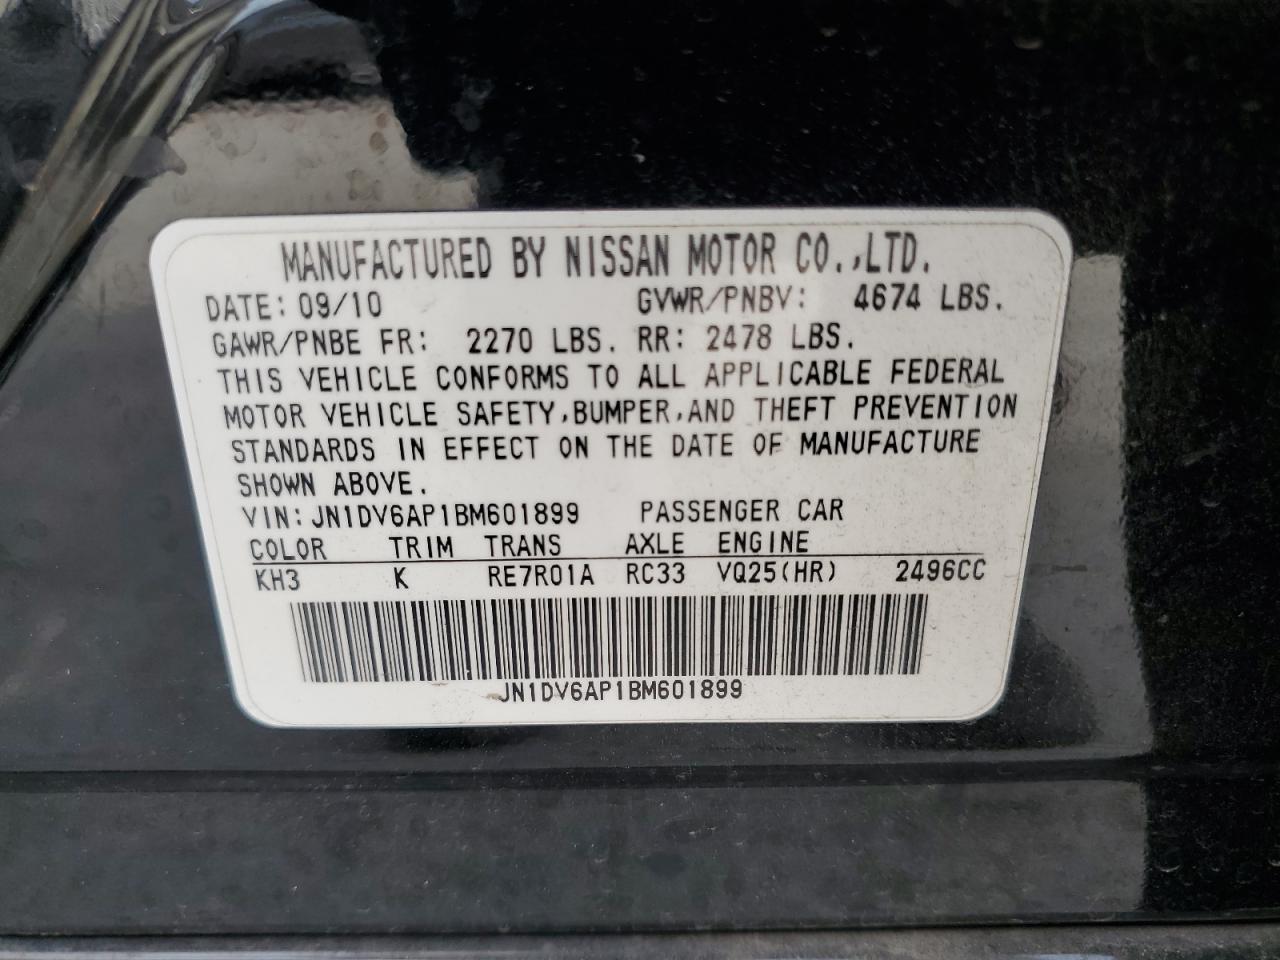 MANUFACTURED BY NISSAN MOTOR CO.,LTD.
DATE: 09/10 GVWR/PNBV: 4674 LBS.
GAWR/PNBE FR: 2270 LBS. RR: 2478 LBS.
THIS VEHICLE CONFORMS TO ALL APPLICABLE FEDERAL
MOTOR VEHICLE SAFETY,BUMPER,AND THEFT PREVENTION
STANDARDS IN EFFECT ON THE DATE OF MANUFACTURE
SHOWN ABOVE.
VIN:JN1DV6AP1BM601899 PASSENGER CAR
COLOR TRIM TRANS AXLE ENGINE
KH3 K RE7R01A RC33 VQ25(HR) 2496CC
JN1DV6AP1BM601899